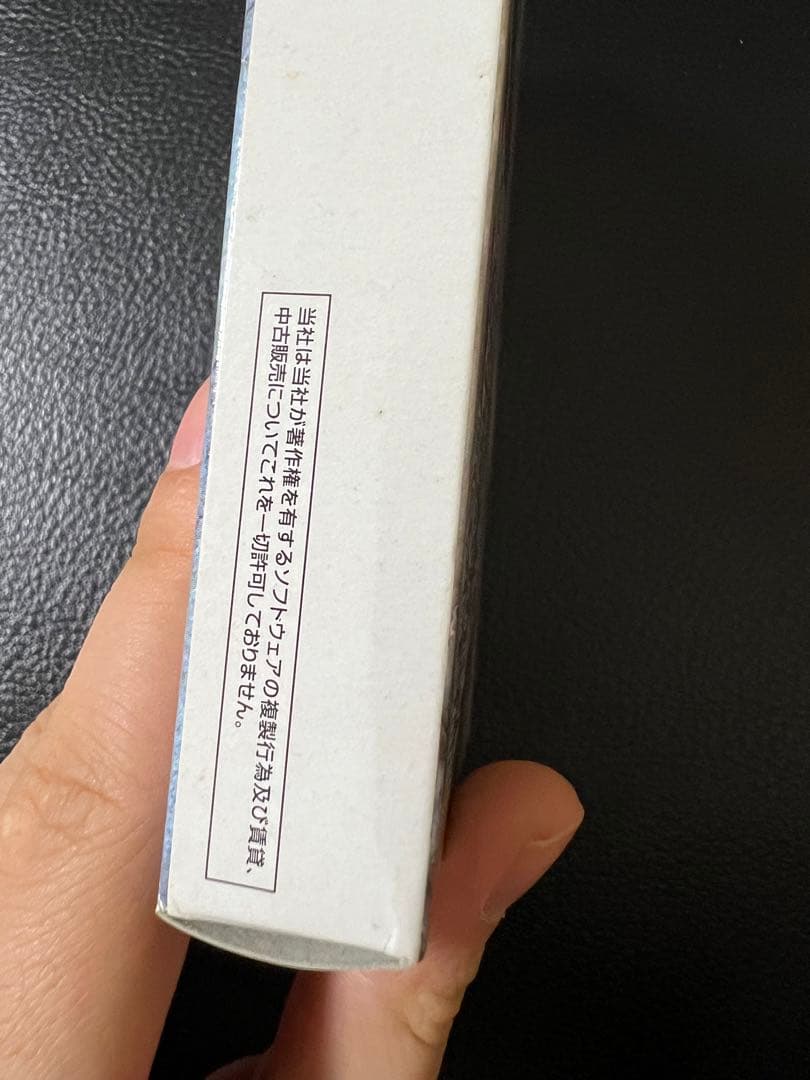 当社は当社が著作権を有するソフトウェアの複製行為及び賃貸、
中古販売についてこれを一切許可しておりません。